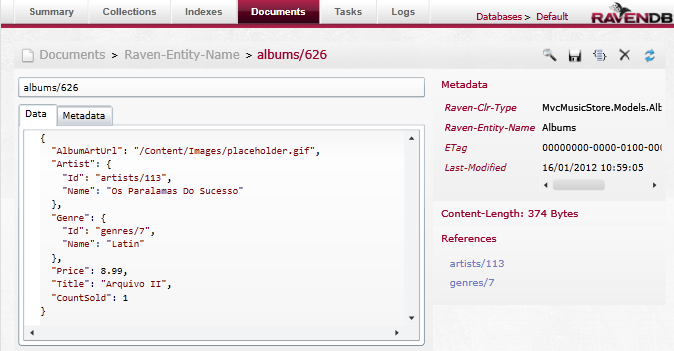 Summary Collections Indexes Documents Tasks Logs
Databases > Default
RAVENDB
Documents > Raven-Entity-Name > albums/626
albums/626
Data Metadata
{
"AlbumArtUrl": "/Content/Images/placeholder.gif",
"Artist": {
"Id": "artists/113",
"Name": "Os Paralamas Do Sucesso"
},
"Genre": {
"Id": "genres/7",
"Name": "Latin"
},
"Price": 8.99,
"Title": "Arquivo II",
"CountSold": 1
}
Metadata
Raven-Clr-Type MvcMusicStore.Models.Alb
Raven-Entity-Name Albums
ETag 00000000-0000-0100-000
Last-Modified 16/01/2012 10:59:05
Content-Length: 374 Bytes
References
artists/113
genres/7